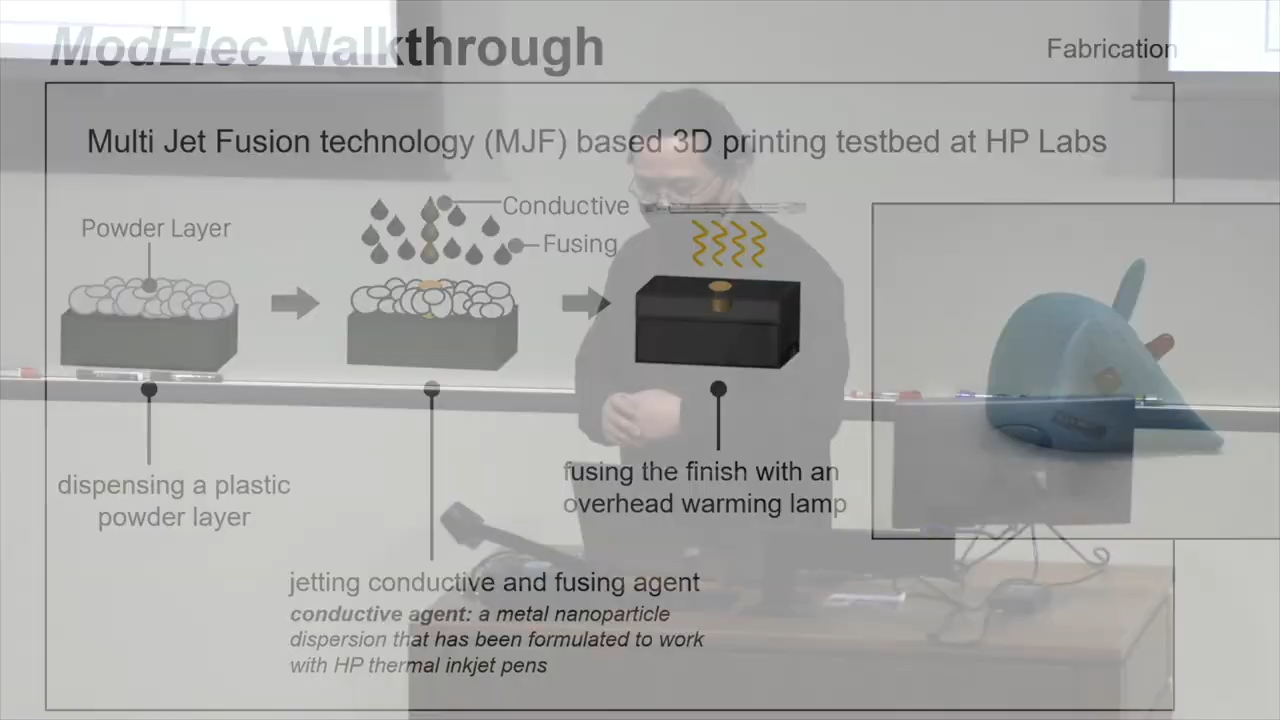 ModElec Walkthrough
Fabrication
Multi Jet Fusion technology (MJF) based 3D printing testbed at HP Labs
Powder Layer
Conductive
Fusing
dispensing a plastic
powder layer
fusing the finish with an
overhead warming lamp
jetting conductive and fusing agent
conductive agent: a metal nanoparticle
dispersion that has been formulated to work
with HP thermal inkjet pens